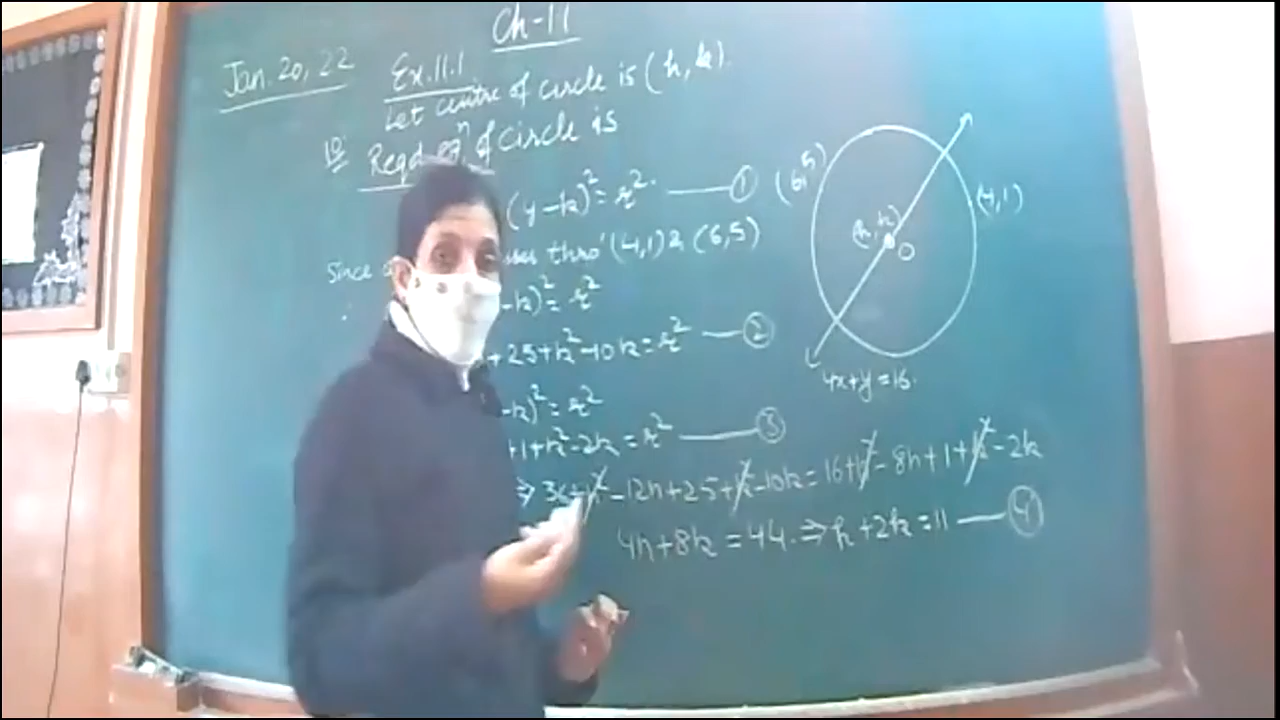 Ch-11
Jan. 20, 22
Ex.11.1
Let centre of circle is (h, k).
10. Reqd. eqn of circle is
(y-k)² = r². ——— ①
Since thro' (4,1) & (6,5)
-k)² = r²
+25+k²-10k = r² —— ②
-k)² = r²
+1+k²-2k = r² ——— ③
⇒ 36+h²-12h+25+k²-10k = 16+h²-8h+1+k²-2k
4h+8k = 44. ⇒ h+2k = 11 —— ④
(6,5)
(4,1)
(h,k)
O
4x+y=16.